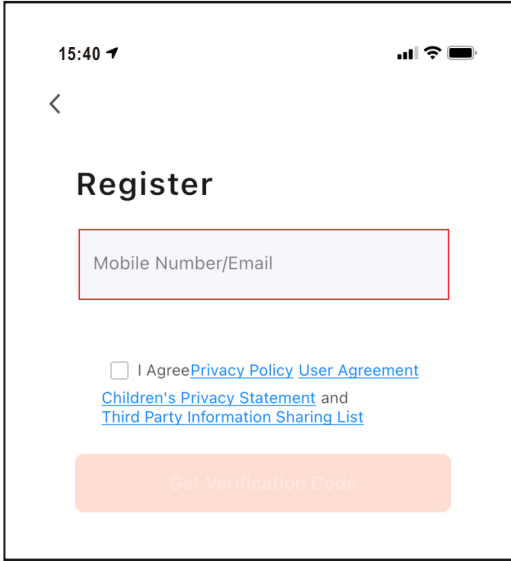 15:40
Register
Mobile Number/Email
I AgreePrivacy Policy User Agreement
Children's Privacy Statement and
Third Party Information Sharing List
Get Verification Code